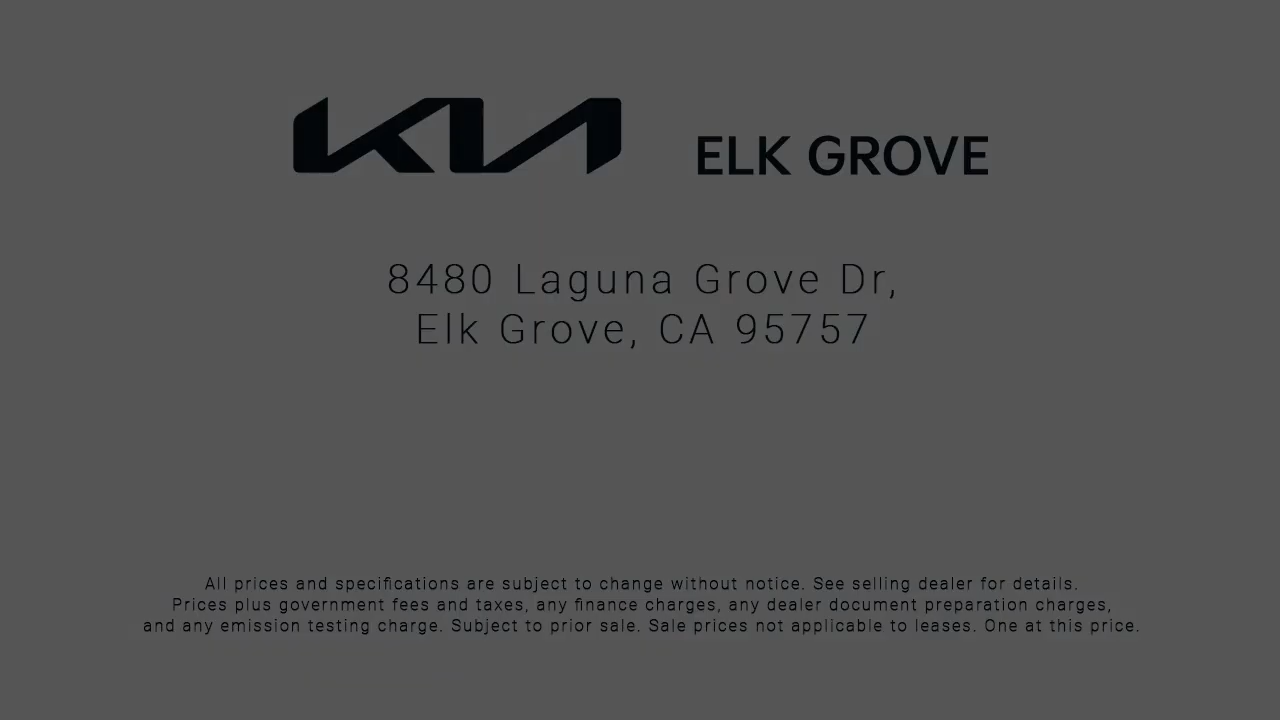 KIA ELK GROVE
8480 Laguna Grove Dr,
Elk Grove, CA 95757
All prices and specifications are subject to change without notice. See selling dealer for details.
Prices plus government fees and taxes, any finance charges, any dealer document preparation charges,
and any emission testing charge. Subject to prior sale. Sale prices not applicable to leases. One at this price.